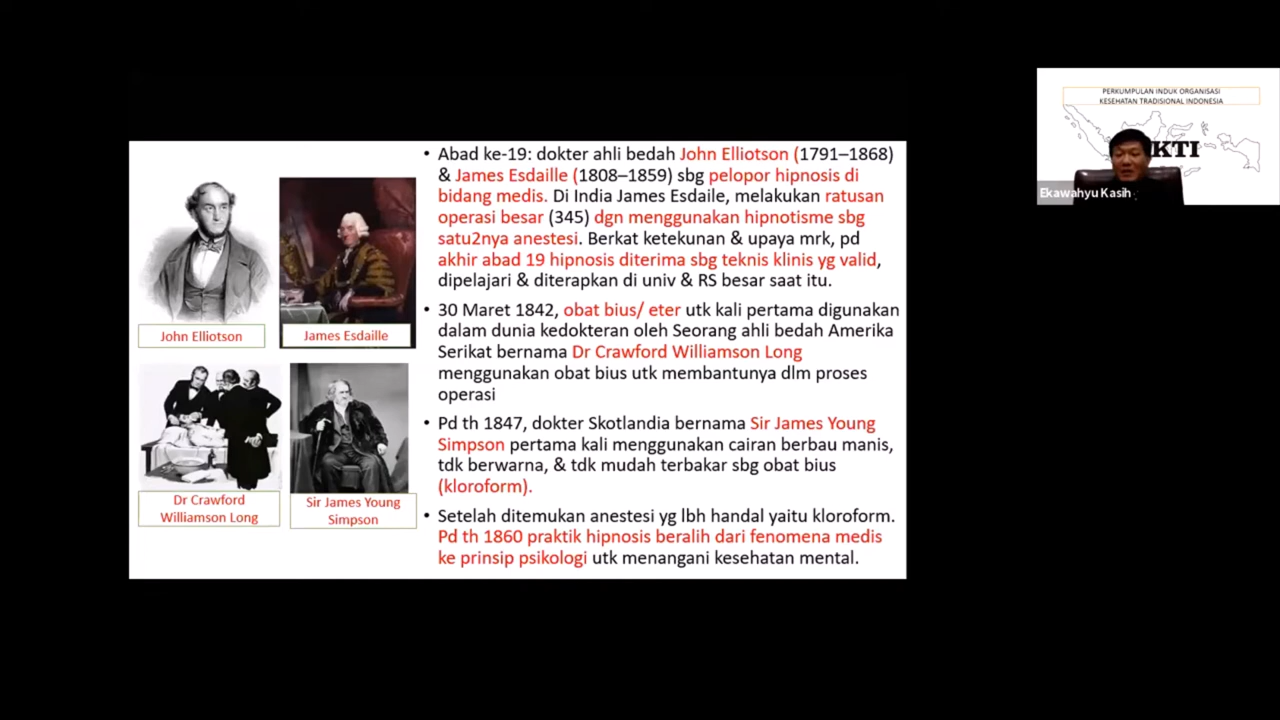 • Abad ke-19: dokter ahli bedah John Elliotson (1791–1868)
& James Esdaille (1808–1859) sbg pelopor hipnosis di
bidang medis. Di India James Esdaile, melakukan ratusan
operasi besar (345) dgn menggunakan hipnotisme sbg
satu2nya anestesi. Berkat ketekunan & upaya mrk, pd
akhir abad 19 hipnosis diterima sbg teknis klinis yg valid,
dipelajari & diterapkan di univ & RS besar saat itu.
• 30 Maret 1842, obat bius/ eter utk kali pertama digunakan
dalam dunia kedokteran oleh Seorang ahli bedah Amerika
Serikat bernama Dr Crawford Williamson Long
menggunakan obat bius utk membantunya dlm proses
operasi
• Pd th 1847, dokter Skotlandia bernama Sir James Young
Simpson pertama kali menggunakan cairan berbau manis,
tdk berwarna, & tdk mudah terbakar sbg obat bius
(kloroform).
• Setelah ditemukan anestesi yg lbh handal yaitu kloroform.
Pd th 1860 praktik hipnosis beralih dari fenomena medis
ke prinsip psikologi utk menangani kesehatan mental.
John Elliotson
James Esdaille
Dr Crawford
Williamson Long
Sir James Young
Simpson
PERKUMPULAN INDUK ORGANISASI
KESEHATAN TRADISIONAL INDONESIA
KTI
Ekawahyu Kasih